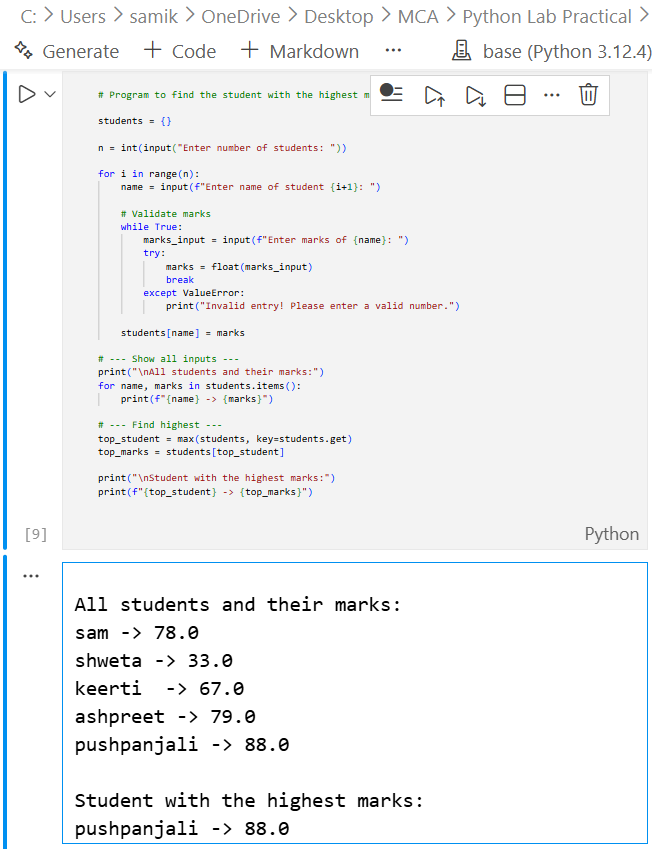 C: > Users > samik > OneDrive > Desktop > MCA > Python Lab Practical >
Generate + Code + Markdown ... base (Python 3.12.4)
# Program to find the student with the highest m
students = {}
n = int(input("Enter number of students: "))
for i in range(n):
    name = input(f"Enter name of student {i+1}: ")
    # Validate marks
    while True:
        marks_input = input(f"Enter marks of {name}: ")
        try:
            marks = float(marks_input)
            break
        except ValueError:
            print("Invalid entry! Please enter a valid number.")
    students[name] = marks
# --- Show all inputs ---
print("\nAll students and their marks:")
for name, marks in students.items():
    print(f"{name} -> {marks}")
# --- Find highest ---
top_student = max(students, key=students.get)
top_marks = students[top_student]
print("\nStudent with the highest marks:")
print(f"{top_student} -> {top_marks}")
[9] Python
...
All students and their marks:
sam -> 78.0
shweta -> 33.0
keerti  -> 67.0
ashpreet -> 79.0
pushpanjali -> 88.0
Student with the highest marks:
pushpanjali -> 88.0